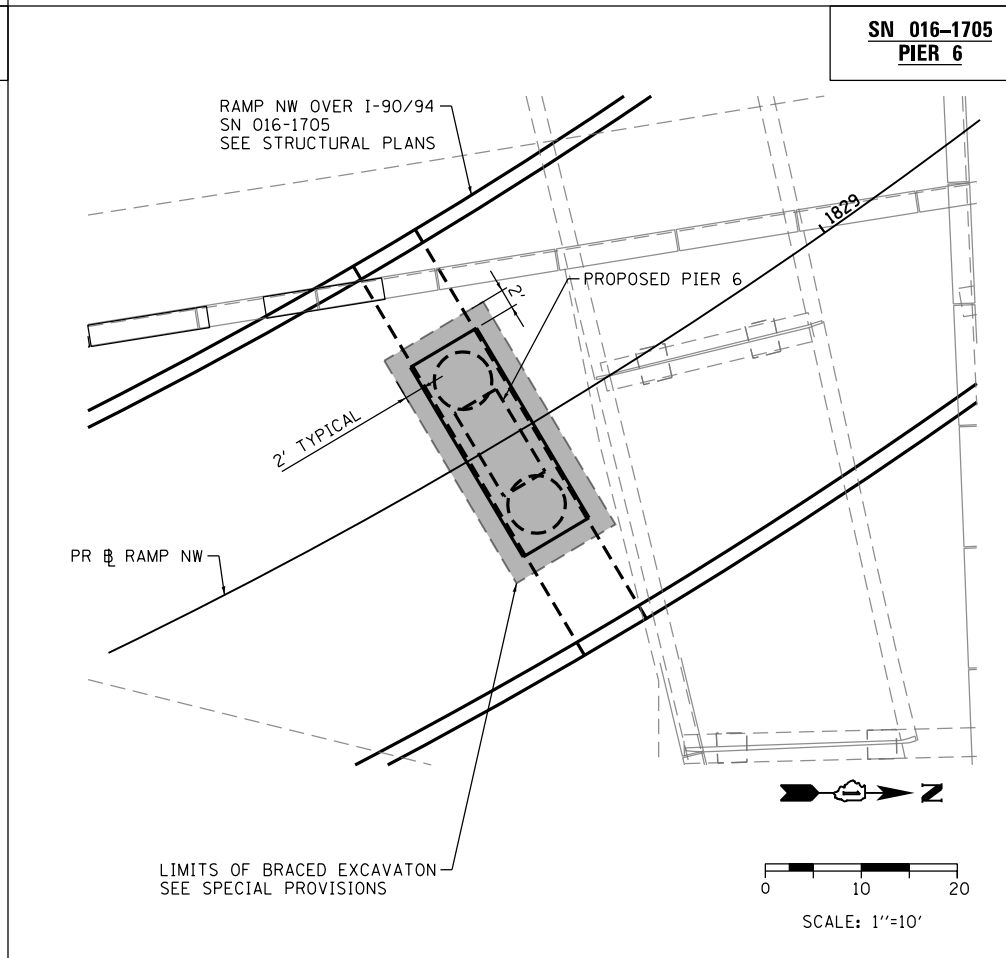 SN 016-1705
PIER 6
RAMP NW OVER I-90/94
SN 016-1705
SEE STRUCTURAL PLANS
1829
PROPOSED PIER 6
2'
2' TYPICAL
PR ⅊ RAMP NW
N
LIMITS OF BRACED EXCAVATON
SEE SPECIAL PROVISIONS
0 10 20
SCALE: 1''=10'